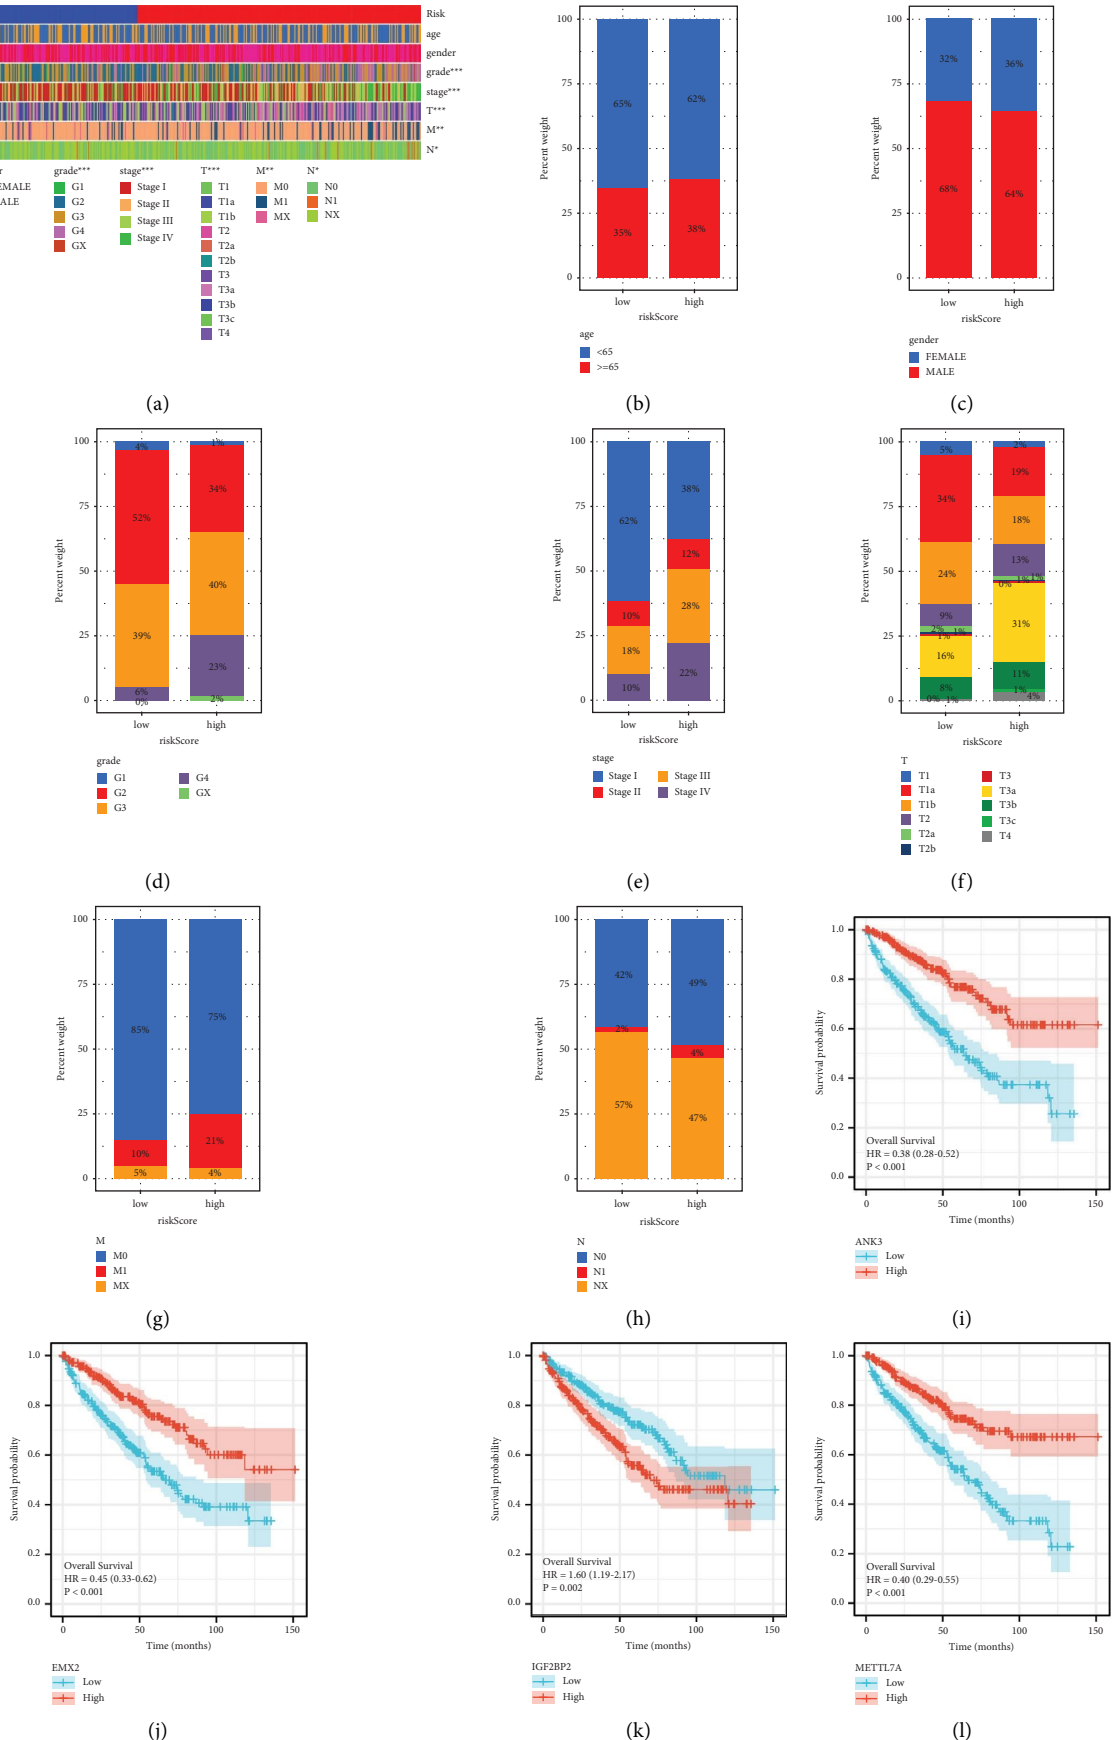 Risk
age
gender
grade***
stage***
T***
M**
N*
r
EMALE
ALE
grade***
G1
G2
G3
G4
GX
stage***
Stage I
Stage II
Stage III
Stage IV
T***
T1
T1a
T1b
T2
T2a
T2b
T3
T3a
T3b
T3c
T4
M**
M0
M1
MX
N*
N0
N1
NX
(a)
Percent weight
100
75
50
25
0
65%
35%
62%
38%
low high
riskScore
age
<65
>=65
(b)
Percent weight
100
75
50
25
0
32%
68%
36%
64%
low high
riskScore
gender
FEMALE
MALE
(c)
Percent weight
100
75
50
25
0
4%
52%
39%
6%
0%
1%
34%
40%
23%
2%
low high
riskScore
grade
G1
G2
G3
G4
GX
(d)
Percent weight
100
75
50
25
0
62%
10%
18%
10%
38%
12%
28%
22%
low high
riskScore
stage
Stage I
Stage II
Stage III
Stage IV
(e)
Percent weight
100
75
50
25
0
5%
34%
24%
9%
2%
1%
1%
16%
8%
0%
1%
2%
19%
18%
13%
1%
1%
0%
31%
11%
1%
4%
low high
riskScore
T
T1
T1a
T1b
T2
T2a
T2b
T3
T3a
T3b
T3c
T4
(f)
Percent weight
100
75
50
25
0
85%
10%
5%
75%
21%
4%
low high
riskScore
M
M0
M1
MX
(g)
Percent weight
100
75
50
25
0
42%
2%
57%
49%
4%
47%
low high
riskScore
N
N0
N1
NX
(h)
Survival probability
1.0
0.8
0.6
0.4
0.2
0.0
Overall Survival
HR = 0.38 (0.28-0.52)
P < 0.001
0 50 100 150
Time (months)
ANK3
Low
High
(i)
Survival probability
1.0
0.8
0.6
0.4
0.2
0.0
Overall Survival
HR = 0.45 (0.33-0.62)
P < 0.001
0 50 100 150
Time (months)
EMX2
Low
High
(j)
Survival probability
1.0
0.8
0.6
0.4
0.2
0.0
Overall Survival
HR = 1.60 (1.19-2.17)
P = 0.002
0 50 100 150
Time (months)
IGF2BP2
Low
High
(k)
Survival probability
1.0
0.8
0.6
0.4
0.2
0.0
Overall Survival
HR = 0.40 (0.29-0.55)
P < 0.001
0 50 100 150
Time (months)
METTL7A
Low
High
(l)